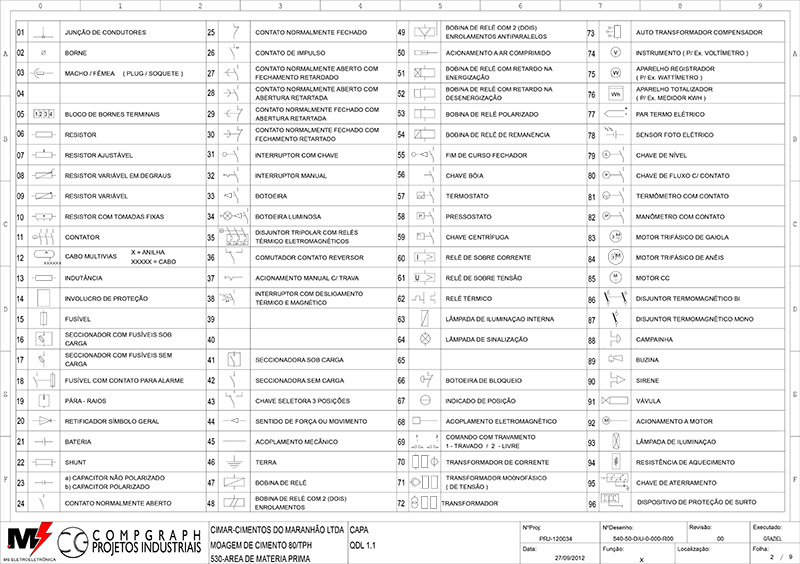 0 1 2 3 4 5 6 7 8 9
A
B
C
D
E
F
01 JUNÇÃO DE CONDUTORES
02 BORNE
03 MACHO / FÊMEA ( PLUG / SOQUETE )
04
05 1 2 3 4 BLOCO DE BORNES TERMINAIS
06 RESISTOR
07 RESISTOR AJUSTÁVEL
08 RESISTOR VARIÁVEL EM DEGRAUS
09 RESISTOR VARIÁVEL
10 RESISTOR COM TOMADAS FIXAS
11 CONTATOR
12 XXXXXX CABO MULTIVIAS X = ANILHA
XXXXX = CABO
13 INDUTÂNCIA
14 INVOLUCRO DE PROTEÇÃO
15 FUSÍVEL
16 SECCIONADOR COM FUSÍVEIS SOB
CARGA
17 SECCIONADOR COM FUSÍVEIS SEM
CARGA
18 FUSÍVEL COM CONTATO PARA ALARME
19 PÁRA - RAIOS
20 RETIFICADOR SÍMBOLO GERAL
21 BATERIA
22 SHUNT
23 a) CAPACITOR NÃO POLARIZADO
b) CAPACITOR POLARIZADO
24 CONTATO NORMALMENTE ABERTO
25 CONTATO NORMALMENTE FECHADO
26 CONTATO DE IMPULSO
27 CONTATO NORMALMENTE ABERTO COM
FECHAMENTO RETARDADO
28 CONTATO NORMALMENTE ABERTO COM
ABERTURA RETARTADA
29 CONTATO NORMALMENTE FECHADO COM
ABERTURA RETARTADA
30 CONTATO NORMALMENTE FECHADO COM
FECHAMENTO RETARTADO
31 INTERRUPTOR COM CHAVE
32 INTERRUPTOR MANUAL
33 BOTOEIRA
34 BOTOEIRA LUMINOSA
35 DISJUNTOR TRIPOLAR COM RELÉS
TÉRMICO ELETROMAGNÉTICOS
36 COMUTADOR CONTATO REVERSOR
37 ACIONAMENTO MANUAL C/ TRAVA
38 INTERRUPTOR COM DESLIGAMENTO
TÉRMICO E MAGNÉTICO
39
40
41 SECCIONADORA SOB CARGA
42 SECCIONADORA SEM CARGA
43 CHAVE SELETORA 3 POSIÇÕES
44 SENTIDO DE FORÇA OU MOVIMENTO
45 ACOPLAMENTO MECÂNICO
46 TERRA
47 BOBINA DE RELÉ
48 BOBINA DE RELÉ COM 2 (DOIS)
ENROLAMENTOS
49 BOBINA DE RELÉ COM 2 (DOIS)
ENROLAMENTOS ANTIPARALELOS
50 ACIONAMENTO A AR COMPRIMIDO
51 BOBINA DE RELÉ COM RETARDO NA
ENERGIZAÇÃO
52 BOBINA DE RELÉ COM RETARDO NA
DESENERGIZAÇÃO
53 BOBINA DE RELÉ POLARIZADO
54 BOBINA DE RELÉ DE REMANÊNCIA
55 FIM DE CURSO FECHADOR
56 CHAVE BÓIA
57 TERMOSTATO
58 P PRESSOSTATO
59 CHAVE CENTRÍFUGA
60 I RELÉ DE SOBRE CORRENTE
61 U RELÉ DE SOBRE TENSÃO
62 RELÉ TÉRMICO
63 LÂMPADA DE ILUMINAÇAO INTERNA
64 LÂMPADA DE SINALIZAÇÃO
65
66 BOTOEIRA DE BLOQUEIO
67 INDICADO DE POSIÇÃO
68 ACOPLAMENTO ELETROMAGNÉTICO
69 COMANDO COM TRAVAMENTO
1 - TRAVADO / 2 - LIVRE
70 TRANSFORMADOR DE CORRENTE
71 TRANSFORMADOR MO0NOFÁSICO
( DE TENSÃO )
72 TRANSFORMADOR
73 AUTO TRANSFORMADOR COMPENSADOR
74 V INSTRUMENTO ( P/ Ex. VOLTÍMETRO )
75 W APARELHO REGISTRADOR
( P/ Ex. WATTÍMETRO )
76 Wh APARELHO TOTALIZADOR
( P/ Ex. MEDIDOR KWH )
77 PAR TERMO ELÉTRICO
78 SENSOR FOTO ELÉTRICO
79 CHAVE DE NÍVEL
80 CHAVE DE FLUXO C/ CONTATO
81 TERMÔMETRO COM CONTATO
82 MANÔMETRO COM CONTATO
83 M MOTOR TRIFÁSICO DE GAIOLA
84 M MOTOR TRIFÁSICO DE ANÉIS
85 M MOTOR CC
86 DISJUNTOR TERMOMAGNÉTICO BI
87 DISJUNTOR TERMOMAGNÉTICO MONO
88 CAMPAINHA
89 BUZINA
90 SIRENE
91 VÁVULA
92 M ACIONAMENTO A MOTOR
93 LÂMPADA DE ILUMINAÇAO
94 RESISTÊNCIA DE AQUECIMENTO
95 CHAVE DE ATERRAMENTO
96 DISPOSITIVO DE PROTEÇÃO DE SURTO
MS ELETROELETRÔNICA
CG COMPGRAPH
PROJETOS INDUSTRIAIS
CIMAR-CIMENTOS DO MARANHÃO LTDA
MOAGEM DE CIMENTO 80/TPH
530-AREA DE MATERIA PRIMA
CAPA
QDL 1.1
N°Proj: PRJ-120034
Data: 27/09/2012
N°Desenho: 540-50-DIU-0-000-R00
Função: X
Revisão: 00
Localização:
Executado: GRAZIEL
Folha: 2 / 9